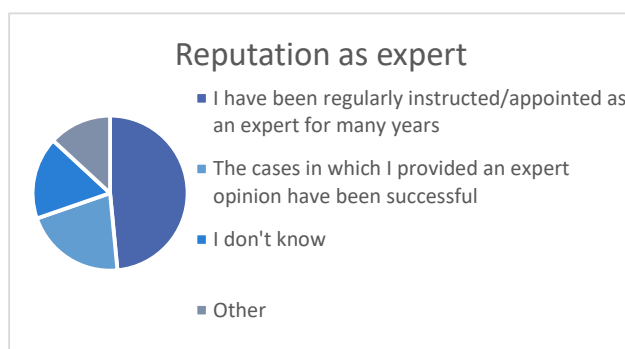 Reputation as expert
I have been regularly instructed/appointed as
an expert for many years
The cases in which I provided an expert
opinion have been successful
I don't know
Other